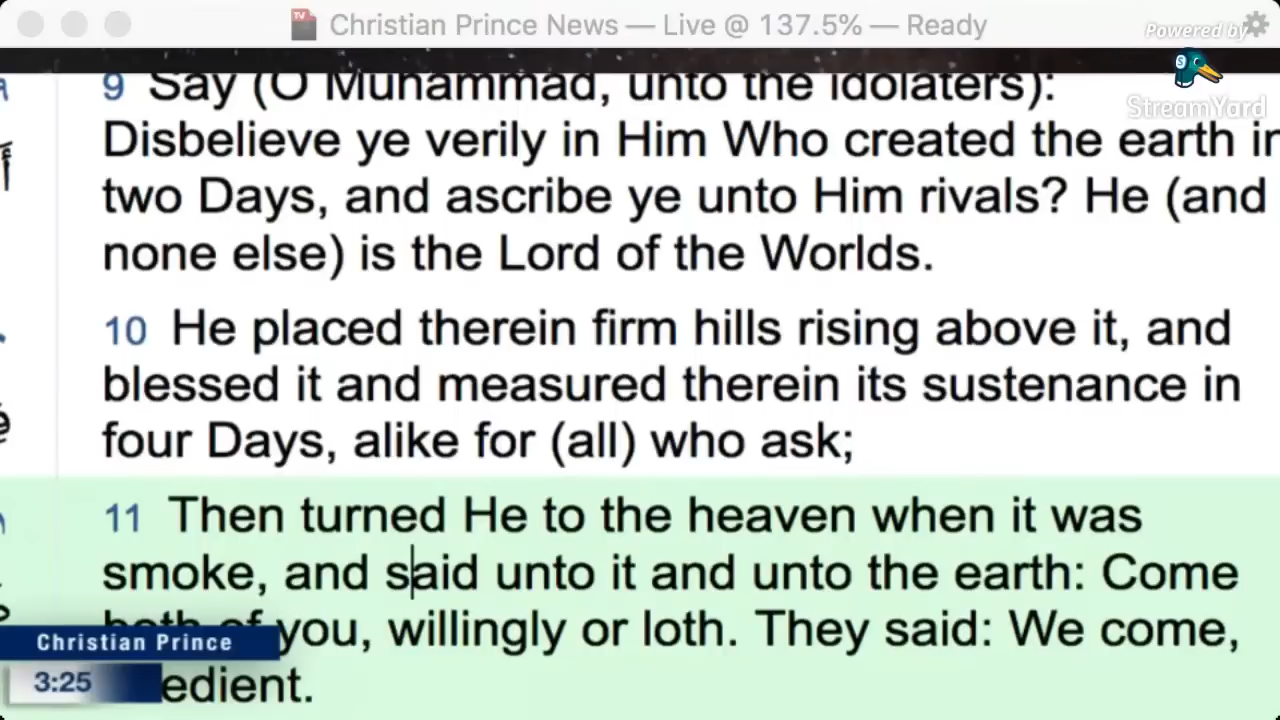 Christian Prince News — Live @ 137.5% — Ready
Powered by
StreamYard
9 Say (O Muhammad, unto the idolaters):
Disbelieve ye verily in Him Who created the earth in
two Days, and ascribe ye unto Him rivals? He (and
none else) is the Lord of the Worlds.
10 He placed therein firm hills rising above it, and
blessed it and measured therein its sustenance in
four Days, alike for (all) who ask;
11 Then turned He to the heaven when it was
smoke, and said unto it and unto the earth: Come
both of you, willingly or loth. They said: We come,
edient.
Christian Prince
3:25